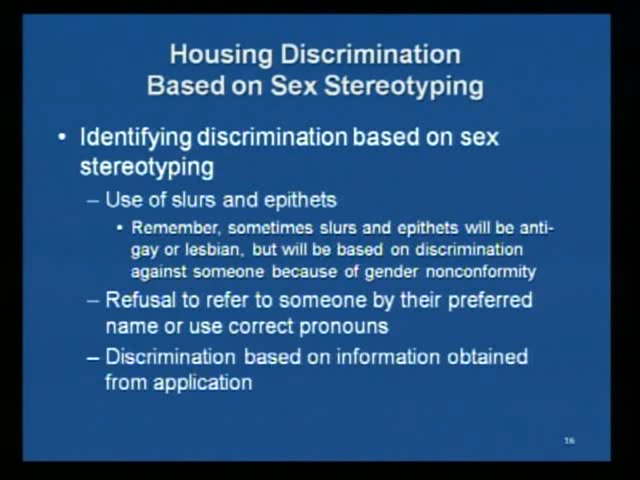 Housing Discrimination
Based on Sex Stereotyping
• Identifying discrimination based on sex
stereotyping
– Use of slurs and epithets
• Remember, sometimes slurs and epithets will be anti-
gay or lesbian, but will be based on discrimination
against someone because of gender nonconformity
– Refusal to refer to someone by their preferred
name or use correct pronouns
– Discrimination based on information obtained
from application
16